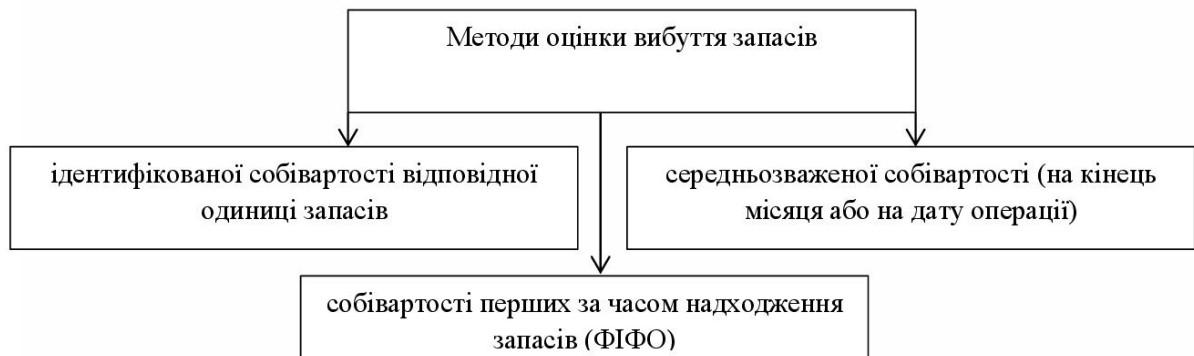 Методи оцінки вибуття запасів
ідентифікованої собівартості відповідної
одиниці запасів
середньозваженої собівартості (на кінець
місяця або на дату операції)
собівартості перших за часом надходження
запасів (ФІФО)